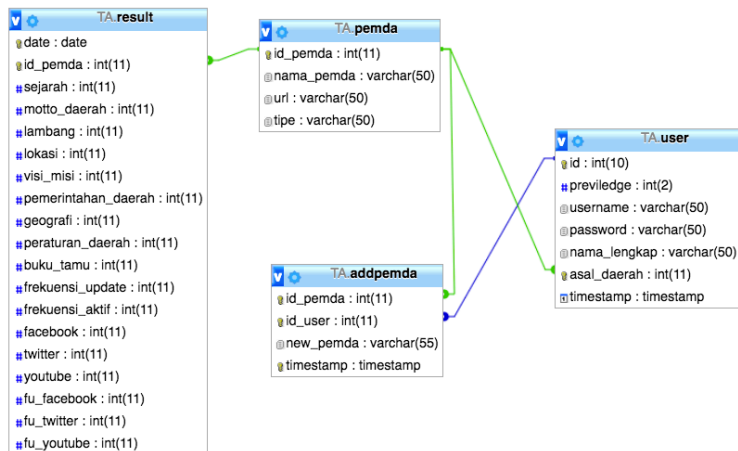 TA.result
date : date
id_pemda : int(11)
sejarah : int(11)
motto_daerah : int(11)
lambang : int(11)
lokasi : int(11)
visi_misi : int(11)
pemerintahan_daerah : int(11)
geografi : int(11)
peraturan_daerah : int(11)
buku_tamu : int(11)
frekuensi_update : int(11)
frekuensi_aktif : int(11)
facebook : int(11)
twitter : int(11)
youtube : int(11)
fu_facebook : int(11)
fu_twitter : int(11)
fu_youtube : int(11)
TA.pemda
id_pemda : int(11)
nama_pemda : varchar(50)
url : varchar(50)
tipe : varchar(50)
TA.addpemda
id_pemda : int(11)
id_user : int(11)
new_pemda : varchar(55)
timestamp : timestamp
TA.user
id : int(10)
previledge : int(2)
username : varchar(50)
password : varchar(50)
nama_lengkap : varchar(50)
asal_daerah : int(11)
timestamp : timestamp